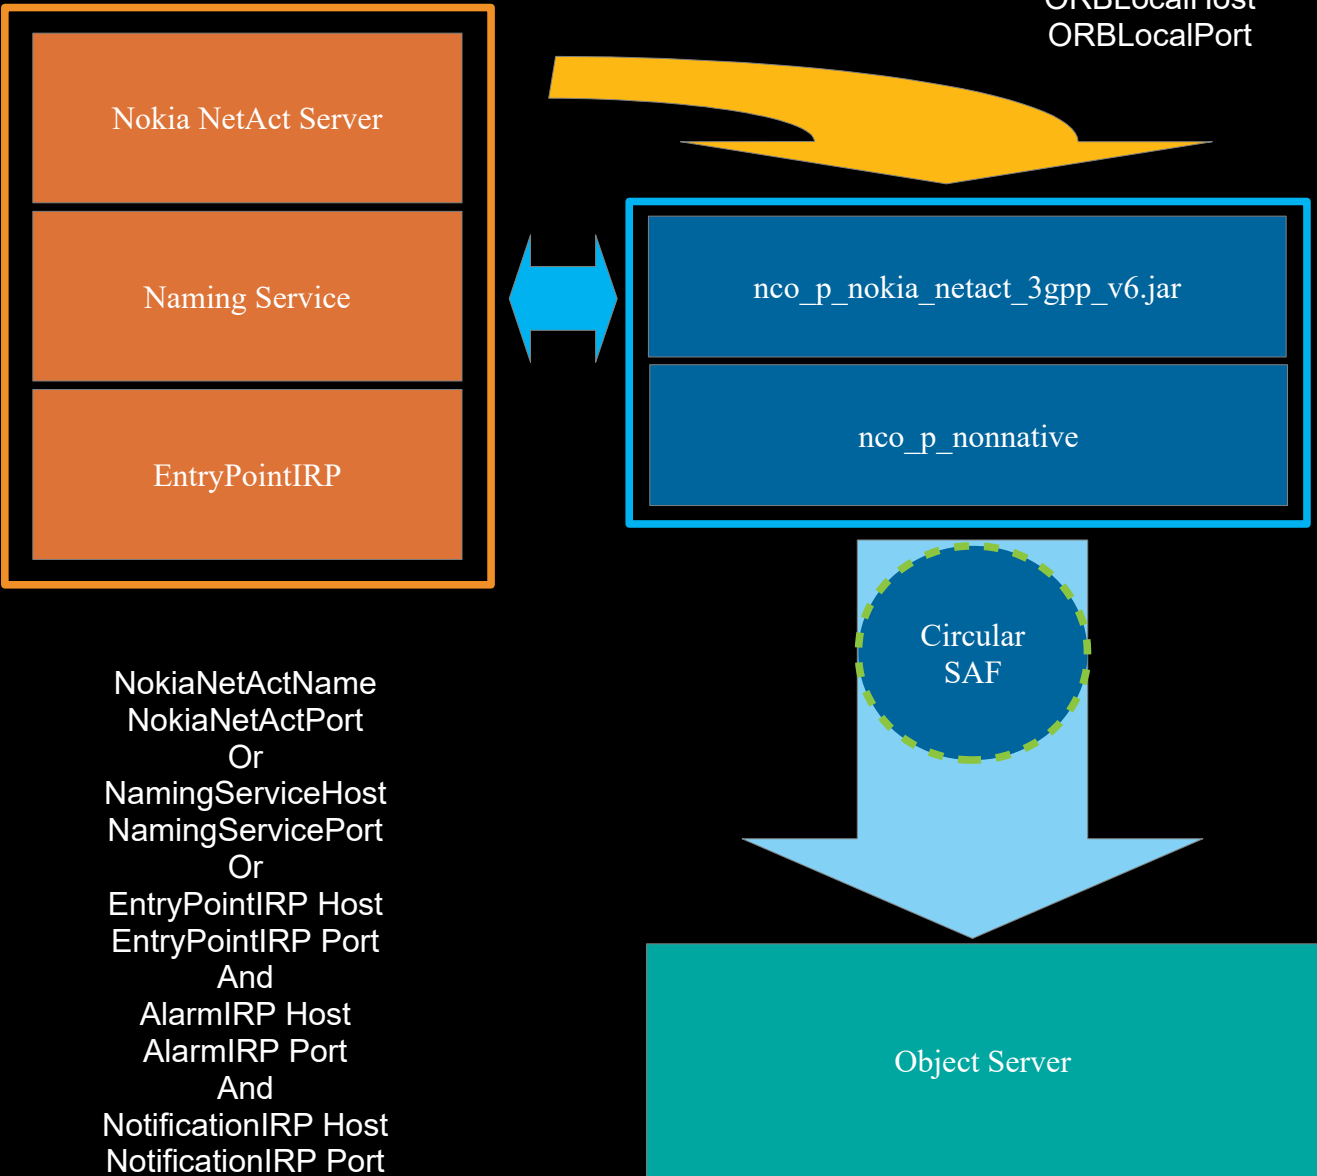 ORBLocalHost
ORBLocalPort
Nokia NetAct Server
Naming Service
EntryPointIRP
nco_p_nokia_netact_3gpp_v6.jar
nco_p_nonnative
Circular
SAF
NokiaNetActName
NokiaNetActPort
Or
NamingServiceHost
NamingServicePort
Or
EntryPointIRP Host
EntryPointIRP Port
And
AlarmIRP Host
AlarmIRP Port
And
NotificationIRP Host
NotificationIRP Port
Object Server